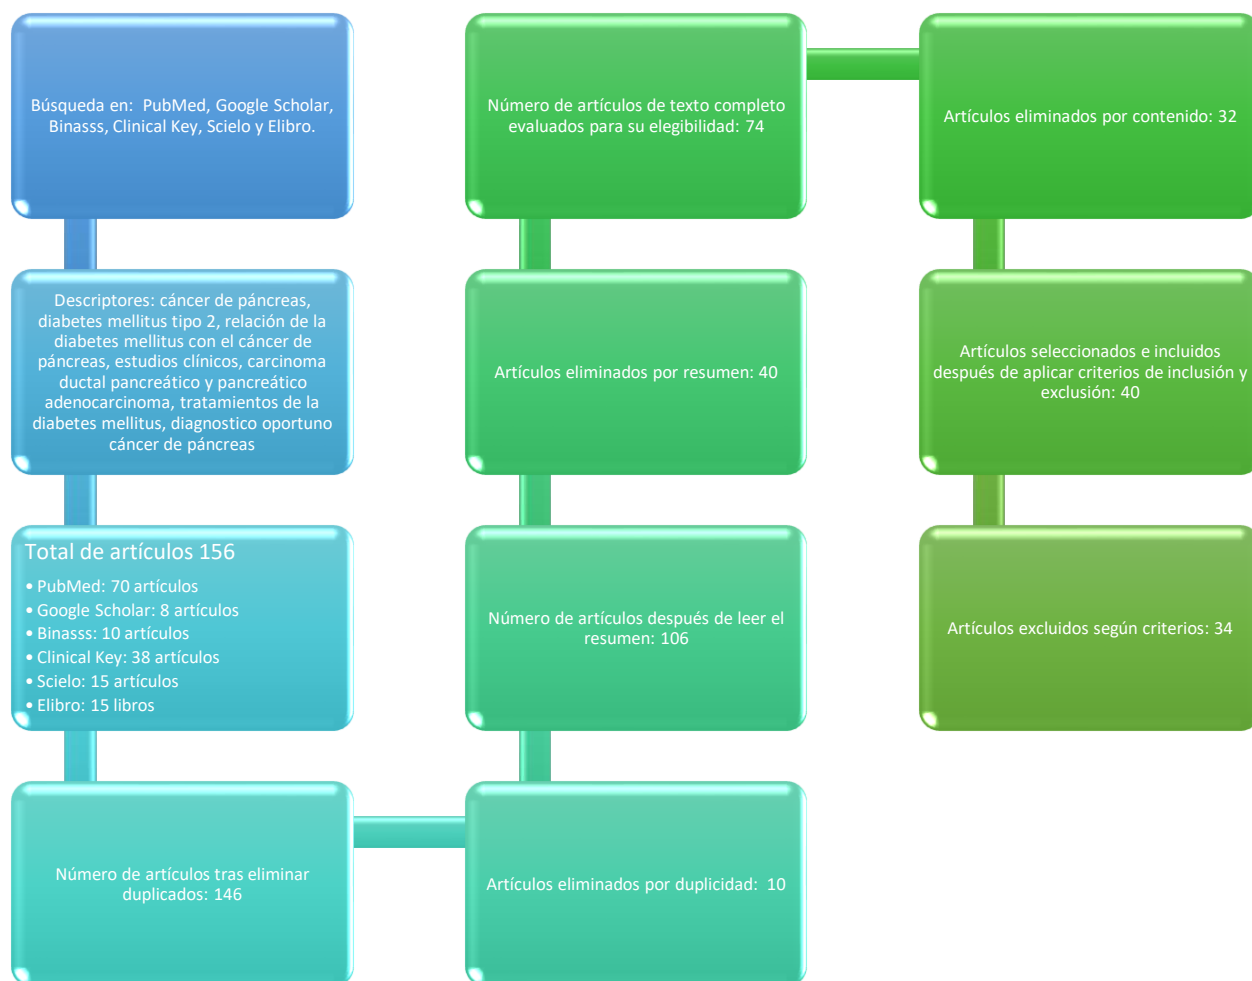 Búsqueda en: PubMed, Google Scholar,
Binasss, Clinical Key, Scielo y Elibro.
Descriptores: cáncer de páncreas,
diabetes mellitus tipo 2, relación de la
diabetes mellitus con el cáncer de
páncreas, estudios clínicos, carcinoma
ductal pancreático y pancreático
adenocarcinoma, tratamientos de la
diabetes mellitus, diagnostico oportuno
cáncer de páncreas
Total de artículos 156
• PubMed: 70 artículos
• Google Scholar: 8 artículos
• Binasss: 10 artículos
• Clinical Key: 38 artículos
• Scielo: 15 artículos
• Elibro: 15 libros
Número de artículos tras eliminar
duplicados: 146
Artículos eliminados por duplicidad: 10
Número de artículos después de leer el
resumen: 106
Artículos eliminados por resumen: 40
Número de artículos de texto completo
evaluados para su elegibilidad: 74
Artículos eliminados por contenido: 32
Artículos seleccionados e incluidos
después de aplicar criterios de inclusión y
exclusión: 40
Artículos excluidos según criterios: 34